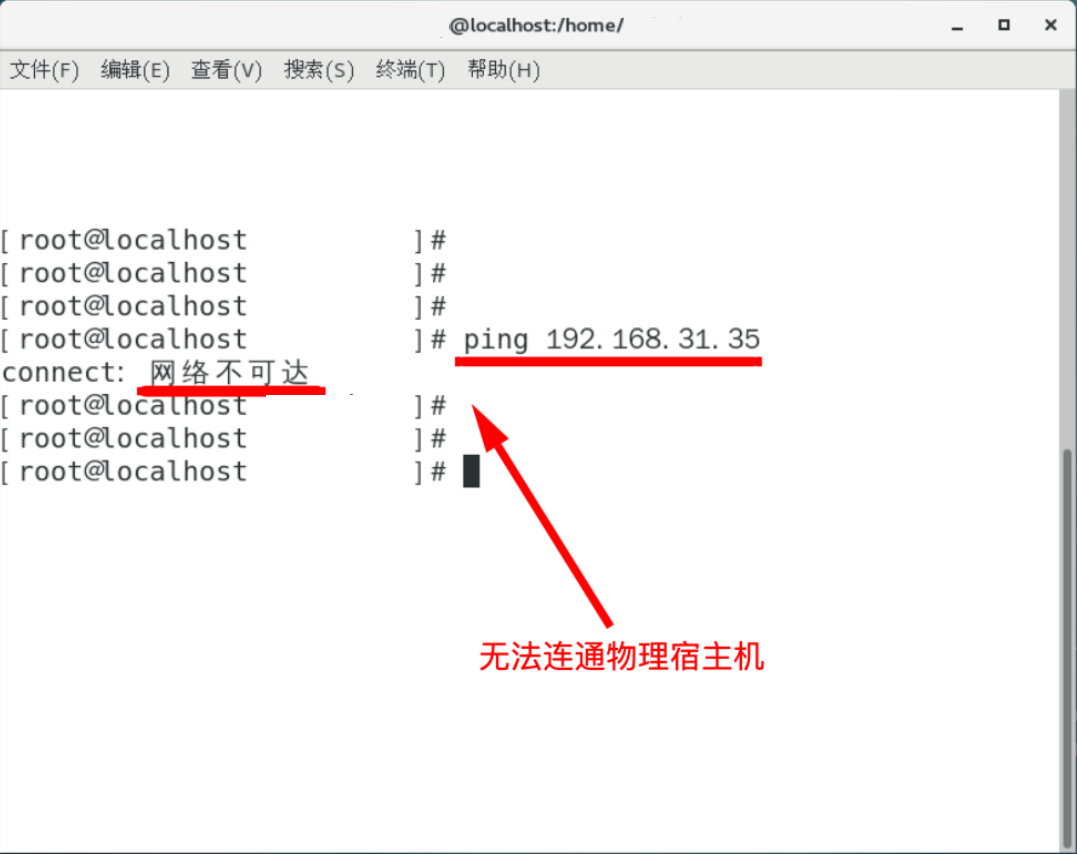 @localhost:/home/
文件(F) 编辑(E) 查看(V) 搜索(S) 终端(T) 帮助(H)
[root@localhost ]#
[root@localhost ]#
[root@localhost ]#
[root@localhost ]# ping 192.168.31.35
connect: 网络不可达
[root@localhost ]#
[root@localhost ]#
[root@localhost ]#
无法连通物理宿主机